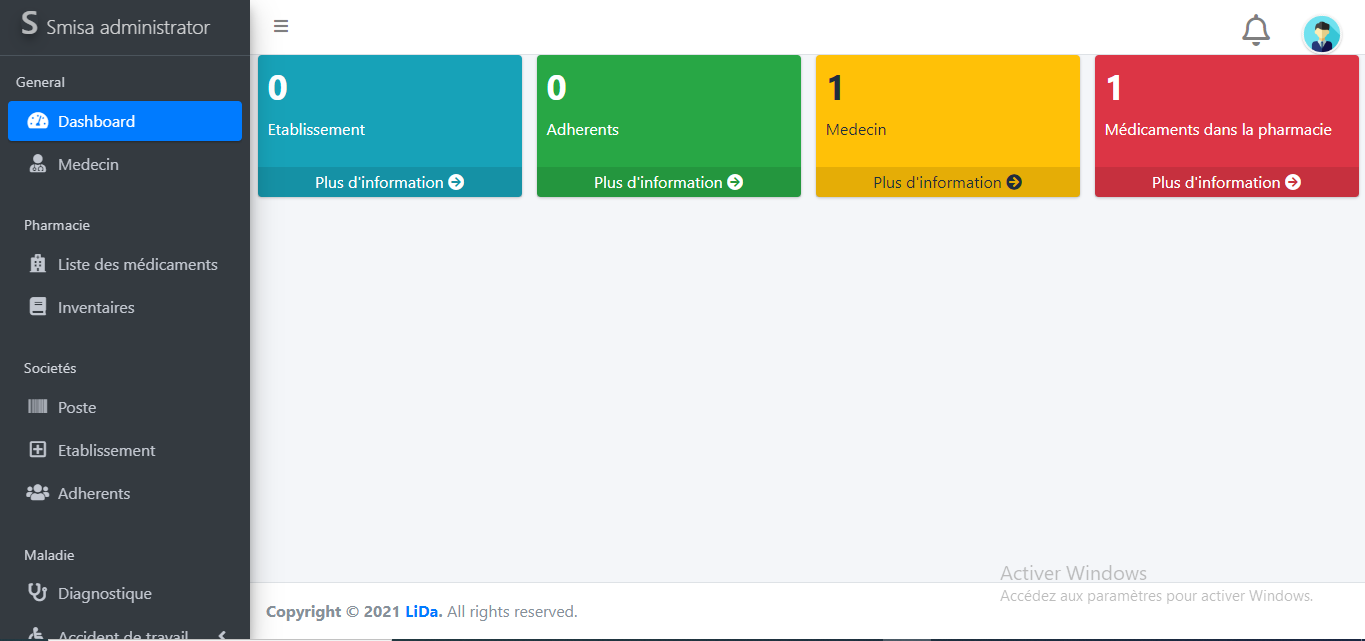 S Smisa administrator
General
Dashboard
Medecin
Pharmacie
Liste des médicaments
Inventaires
Societés
Poste
Etablissement
Adherents
Maladie
Diagnostique
Accident de travail
0
Etablissement
Plus d'information
0
Adherents
Plus d'information
1
Medecin
Plus d'information
1
Médicaments dans la pharmacie
Plus d'information
Activer Windows
Accédez aux paramètres pour activer Windows.
Copyright © 2021 LiDa. All rights reserved.